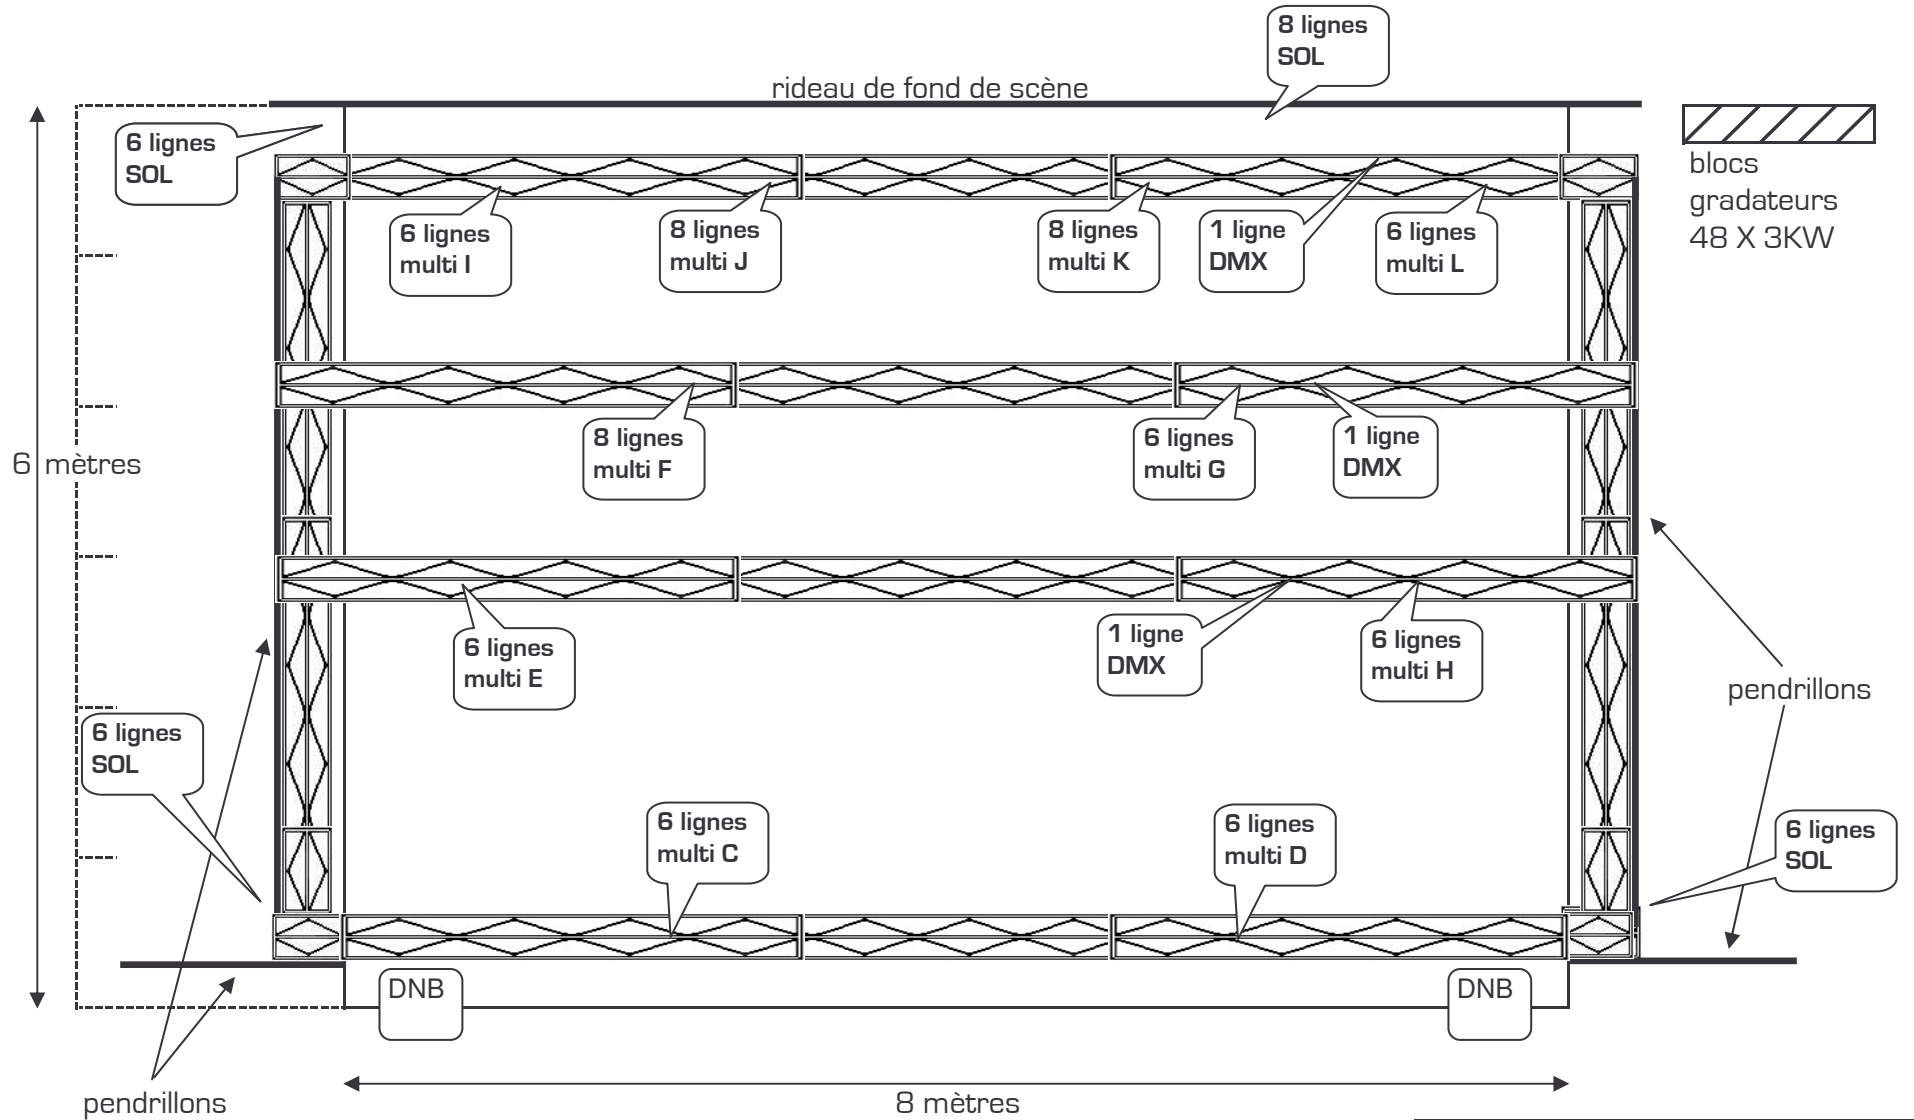 8 lignes
SOL
rideau de fond de scène
6 lignes
SOL
blocs
gradateurs
48 X 3KW
6 lignes
multi I
8 lignes
multi J
8 lignes
multi K
1 ligne
DMX
6 lignes
multi L
8 lignes
multi F
6 lignes
multi G
1 ligne
DMX
6 mètres
6 lignes
multi E
1 ligne
DMX
6 lignes
multi H
pendrillons
6 lignes
SOL
6 lignes
multi C
6 lignes
multi D
6 lignes
SOL
DNB
DNB
pendrillons
8 mètres